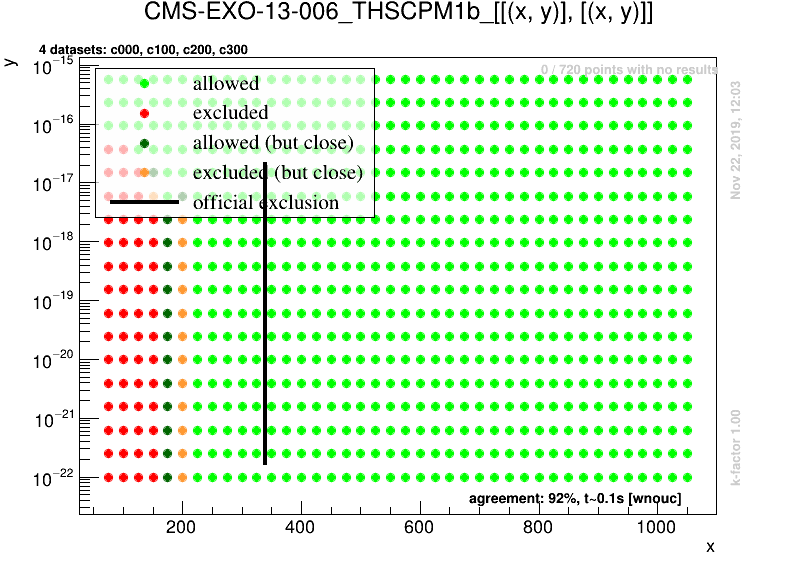 CMS-EXO-13-006_THSCPM1b_[[(x, y)], [(x, y)]]
4 datasets: c000, c100, c200, c300
y
0 / 720 points with no results
allowed
excluded
allowed (but close)
excluded (but close)
official exclusion
10−15
10−16
10−17
10−18
10−19
10−20
10−21
10−22
Nov 22, 2019, 12:03
k-factor 1.00
agreement: 92%, t~0.1s [wnouc]
200 400 600 800 1000
x